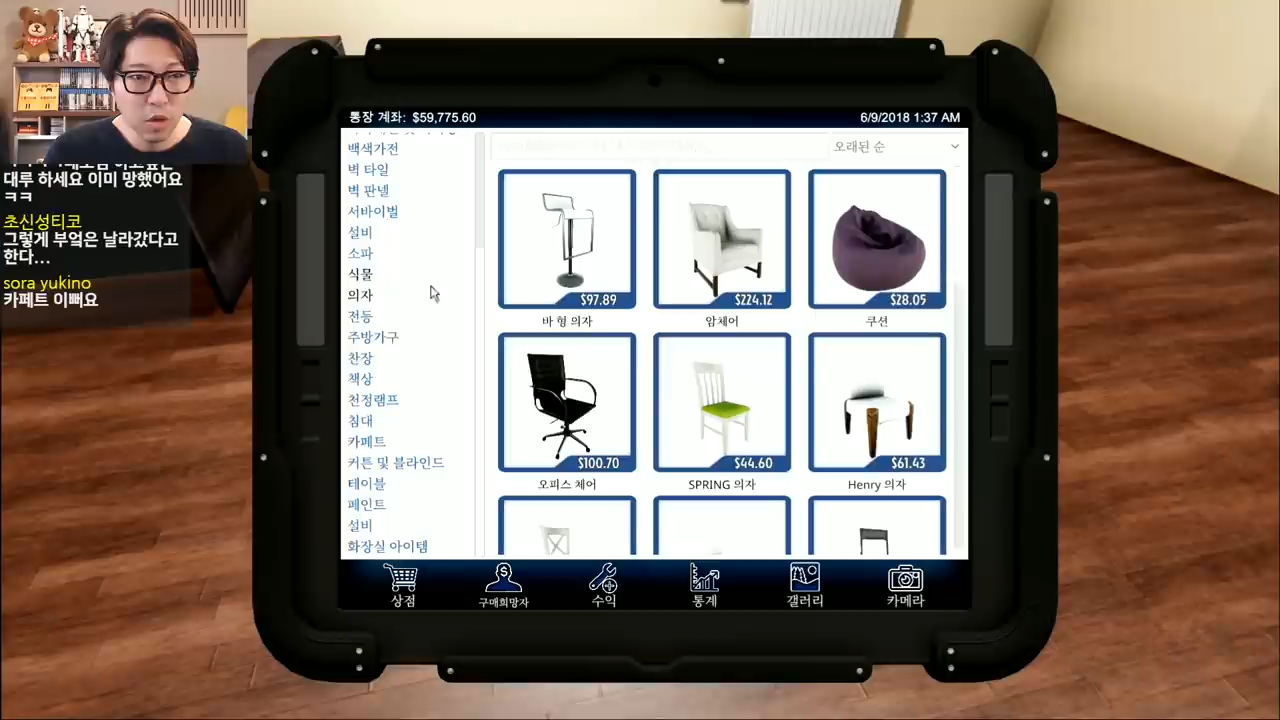 통장 계좌: $59,775.60
6/9/2018 1:37 AM
백색가전
벽 타일
벽 판넬
서바이벌
설비
소파
식물
의자
전등
주방가구
찬장
책상
천정램프
침대
카페트
커튼 및 블라인드
테이블
페인트
설비
화장실 아이템
오래된 순
$97.89
$224.12
$28.05
바 형 의자
암체어
쿠션
$100.70
$44.60
$61.43
오피스 체어
SPRING 의자
Henry 의자
상점
구매희망자
수익
통계
갤러리
카메라
대루 하세요 이미 망했어요
ㅋㅋ
초신성티코
그렇게 부엌은 날라갔다고
한다...
sora yukino
카페트 이뻐요